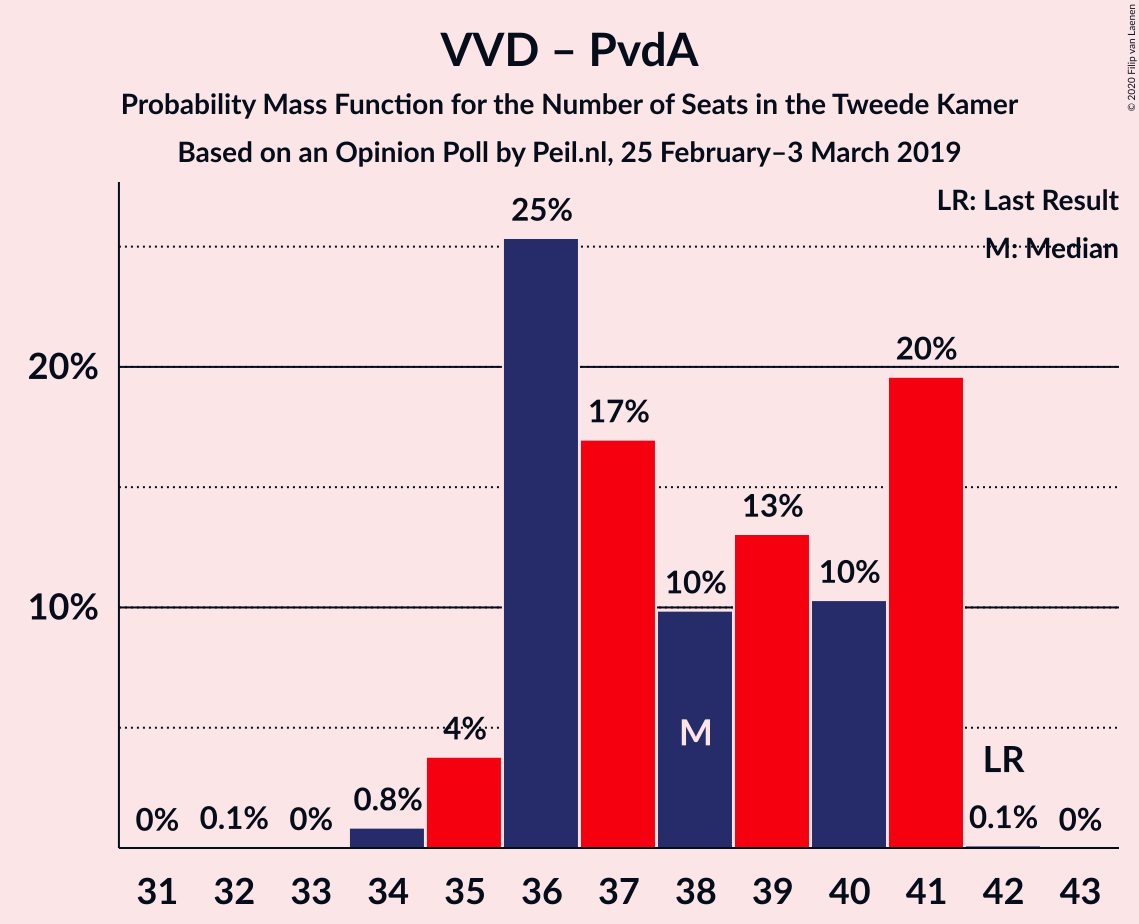 VVD – PvdA
Probability Mass Function for the Number of Seats in the Tweede Kamer
Based on an Opinion Poll by Peil.nl, 25 February–3 March 2019
© 2020 Filip van Laenen
LR: Last Result
M: Median
25%
20%
20%
17%
13%
10%
10%
10%
4%
M
LR
0%
0.1%
0%
0.8%
0.1%
0%
31 32 33 34 35 36 37 38 39 40 41 42 43